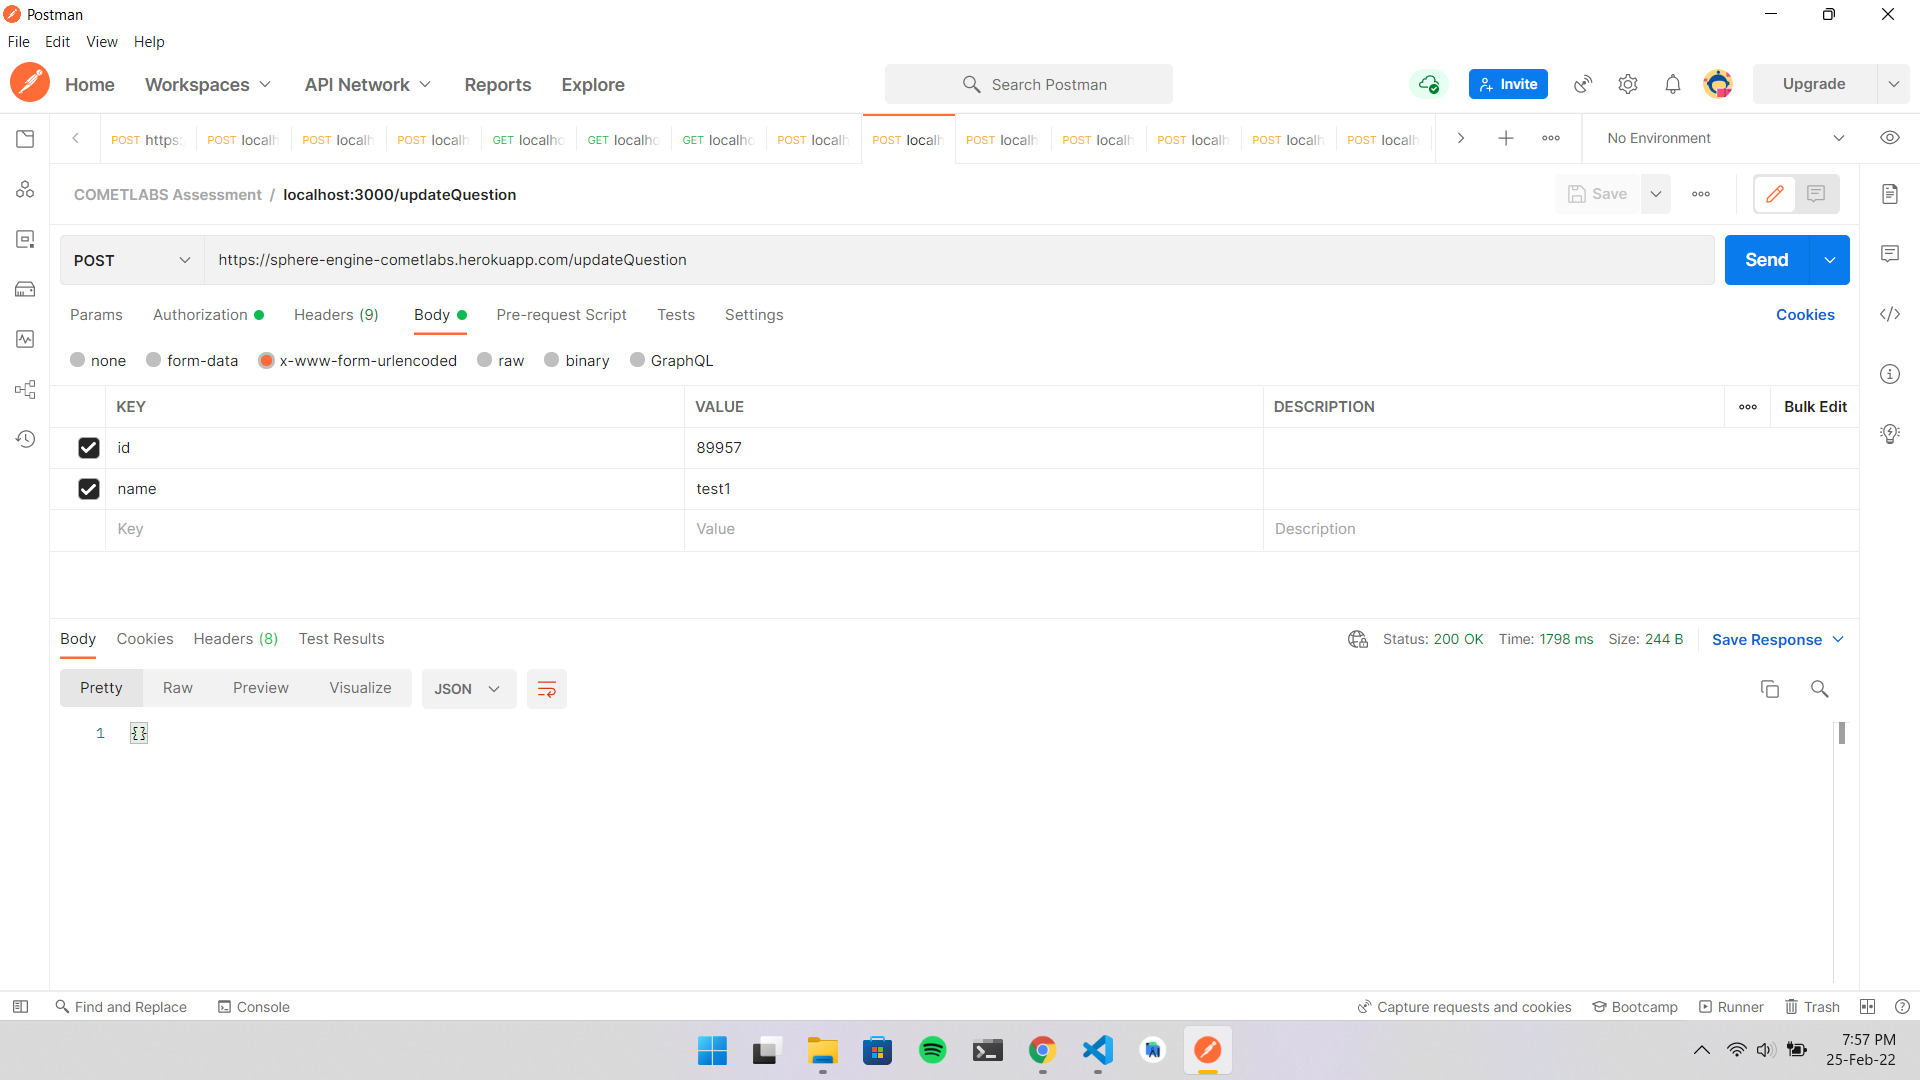 Postman
File Edit View Help
Home Workspaces API Network Reports Explore Search Postman Invite Upgrade
POST https: POST localh POST localh POST localh GET localho GET localho GET localho POST localh POST localh POST localh POST localh POST localh POST localh POST localh No Environment
COMETLABS Assessment / localhost:3000/updateQuestion Save
POST https://sphere-engine-cometlabs.herokuapp.com/updateQuestion Send
Params Authorization Headers (9) Body Pre-request Script Tests Settings Cookies
none form-data x-www-form-urlencoded raw binary GraphQL
KEY VALUE DESCRIPTION Bulk Edit
id 89957
name test1
Key Value Description
Body Cookies Headers (8) Test Results Status: 200 OK Time: 1798 ms Size: 244 B Save Response
Pretty Raw Preview Visualize JSON
1 {}
Find and Replace Console Capture requests and cookies Bootcamp Runner Trash
7:57 PM
25-Feb-22